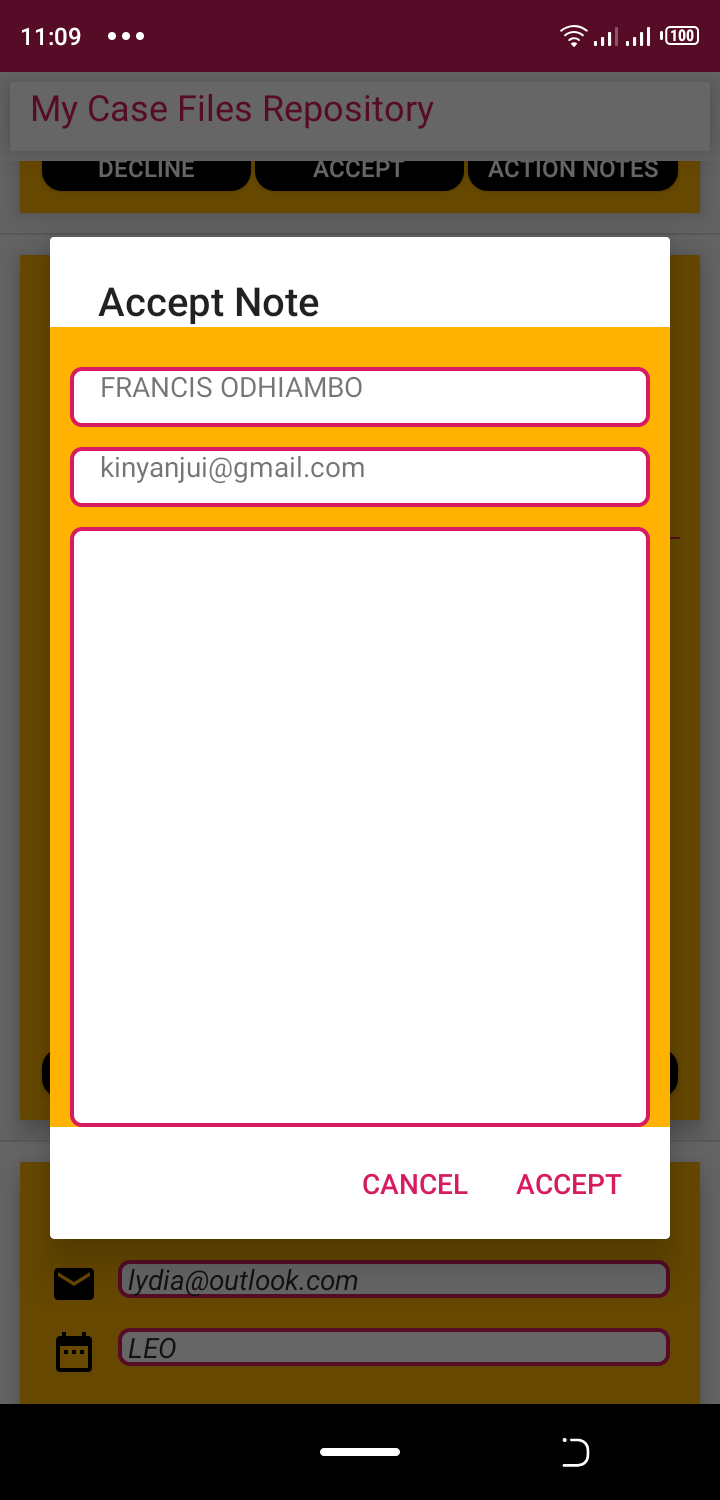 11:09
100
My Case Files Repository
DECLINE ACCEPT ACTION NOTES
Accept Note
FRANCIS ODHIAMBO
kinyanjui@gmail.com
CANCEL ACCEPT
lydia@outlook.com
LEO